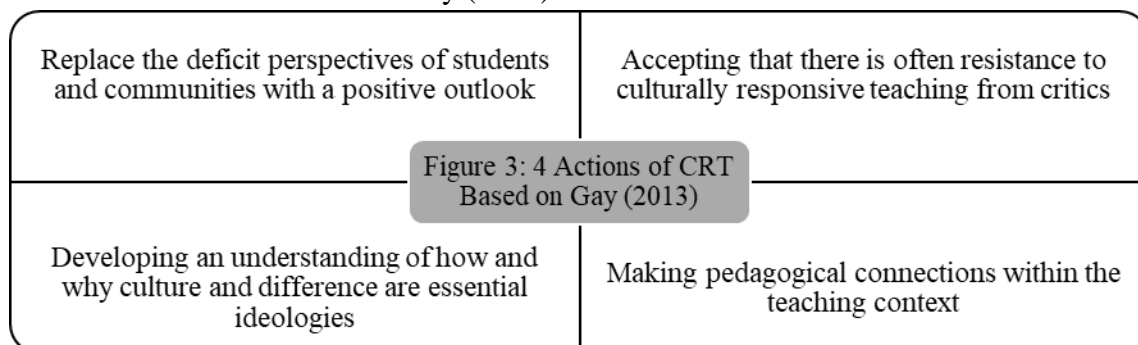 y (
Replace the deficit perspectives of students
and communities with a positive outlook
Accepting that there is often resistance to
culturally responsive teaching from critics
Figure 3: 4 Actions of CRT
Based on Gay (2013)
Developing an understanding of how and
why culture and difference are essential
ideologies
Making pedagogical connections within the
teaching context